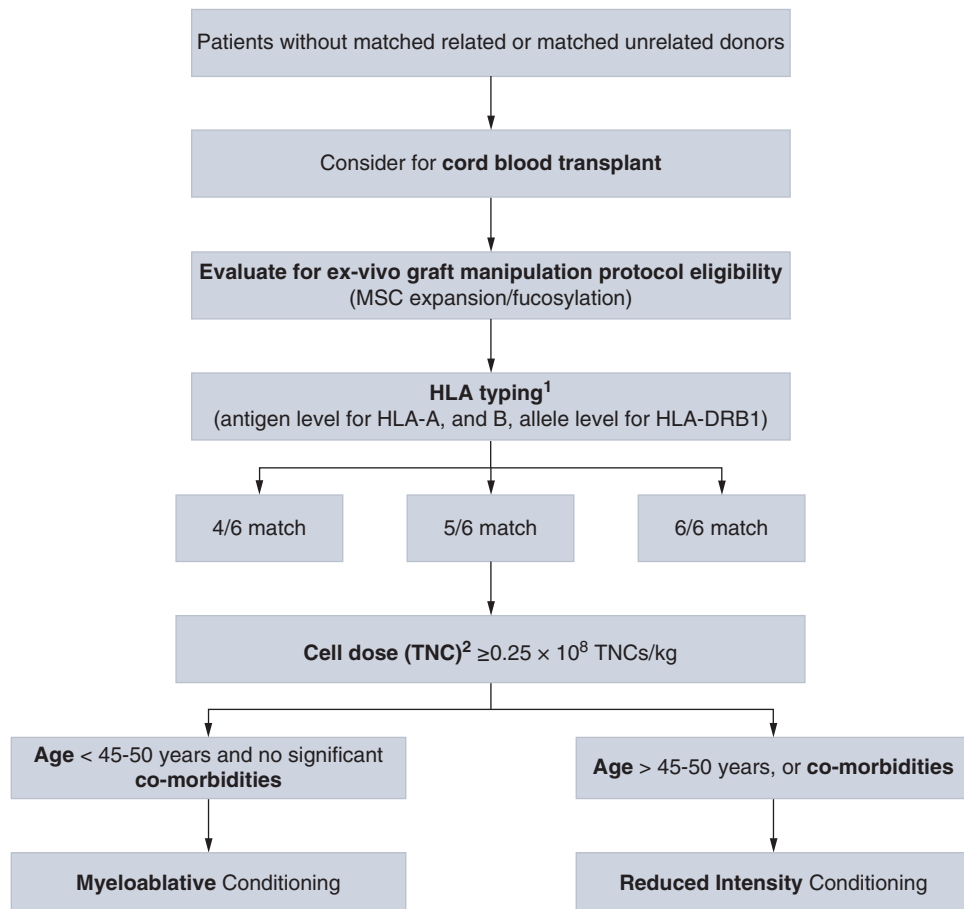 Patients without matched related or matched unrelated donors
Consider for cord blood transplant
Evaluate for ex-vivo graft manipulation protocol eligibility
(MSC expansion/fucosylation)
HLA typing¹
(antigen level for HLA-A, and B, allele level for HLA-DRB1)
4/6 match
5/6 match
6/6 match
Cell dose (TNC)² ≥0.25 × 10⁸ TNCs/kg
Age < 45-50 years and no significant
co-morbidities
Age > 45-50 years, or co-morbidities
Myeloablative Conditioning
Reduced Intensity Conditioning